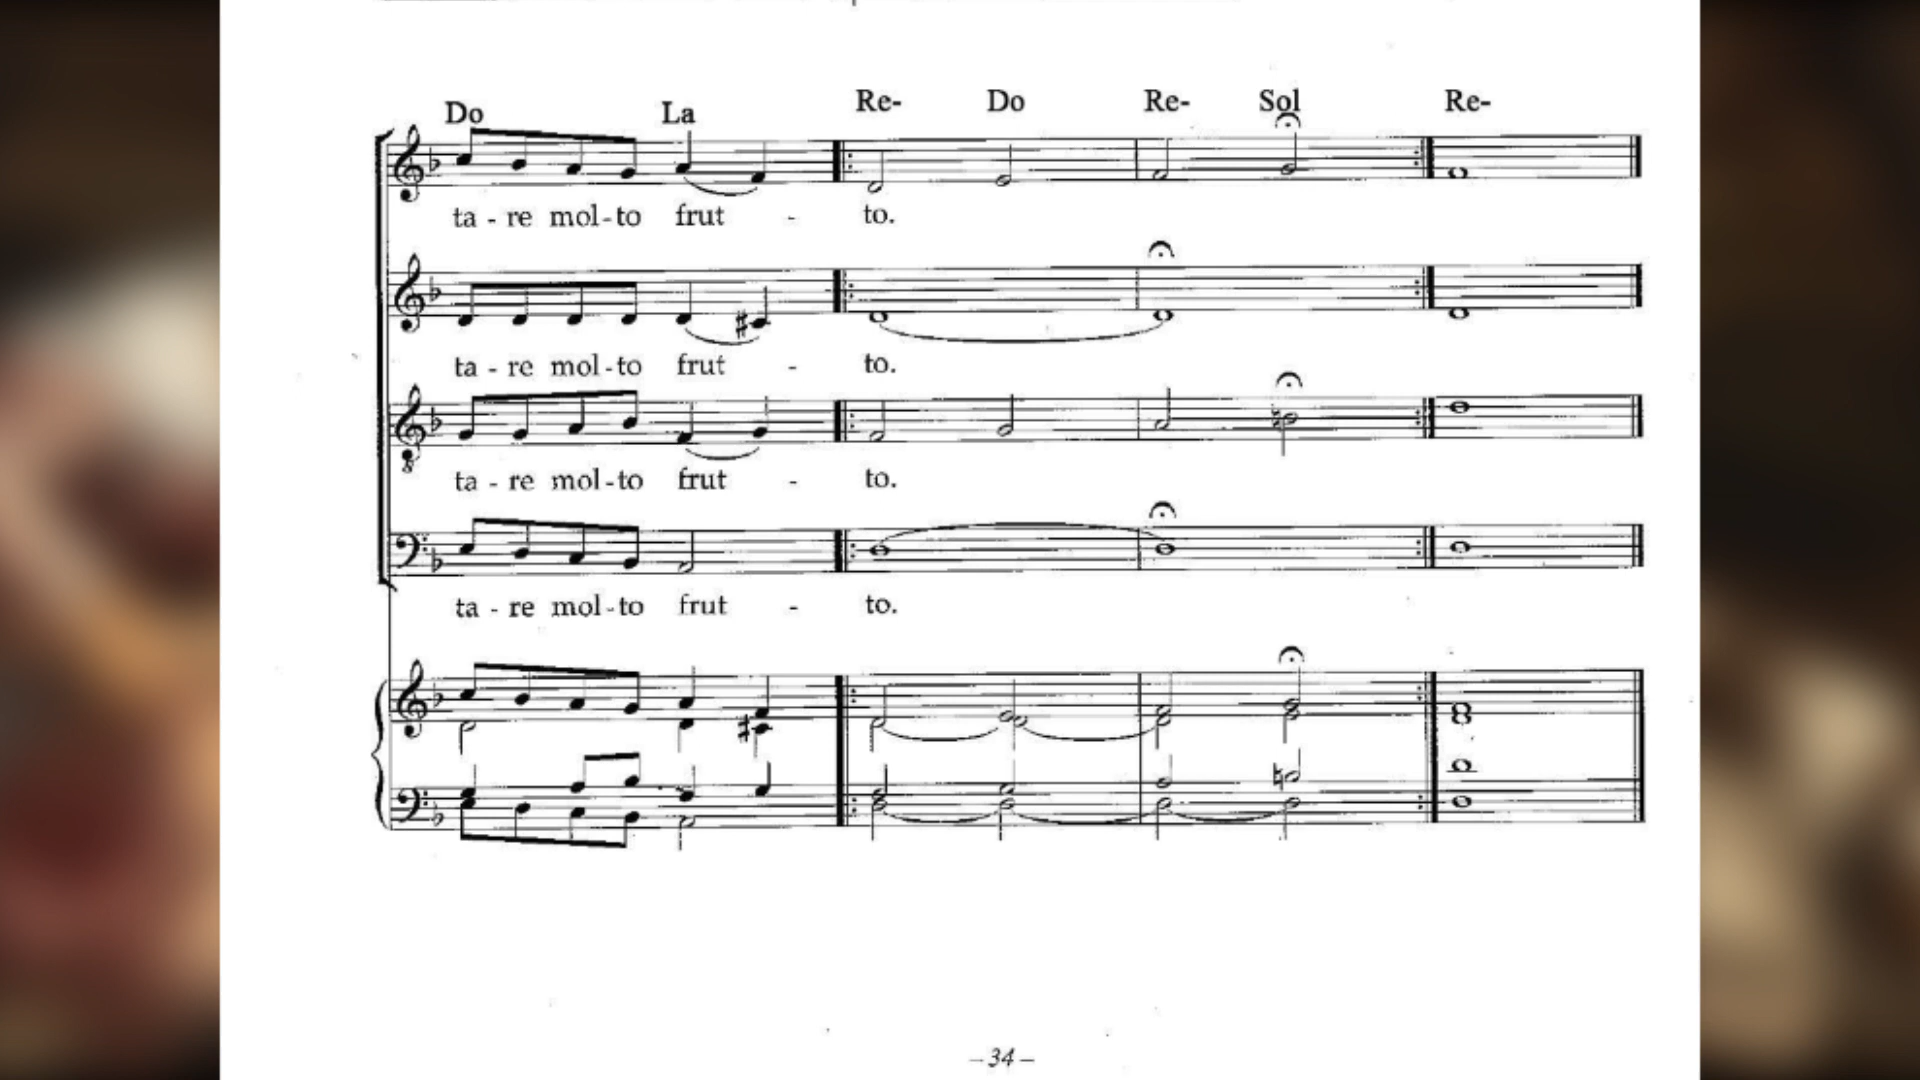 Do La Re- Do Re- Sol Re-
ta - re mol - to frut - to.
ta - re mol - to frut - to.
8
ta - re mol - to frut - to.
ta - re mol - to frut - to.
– 34 –